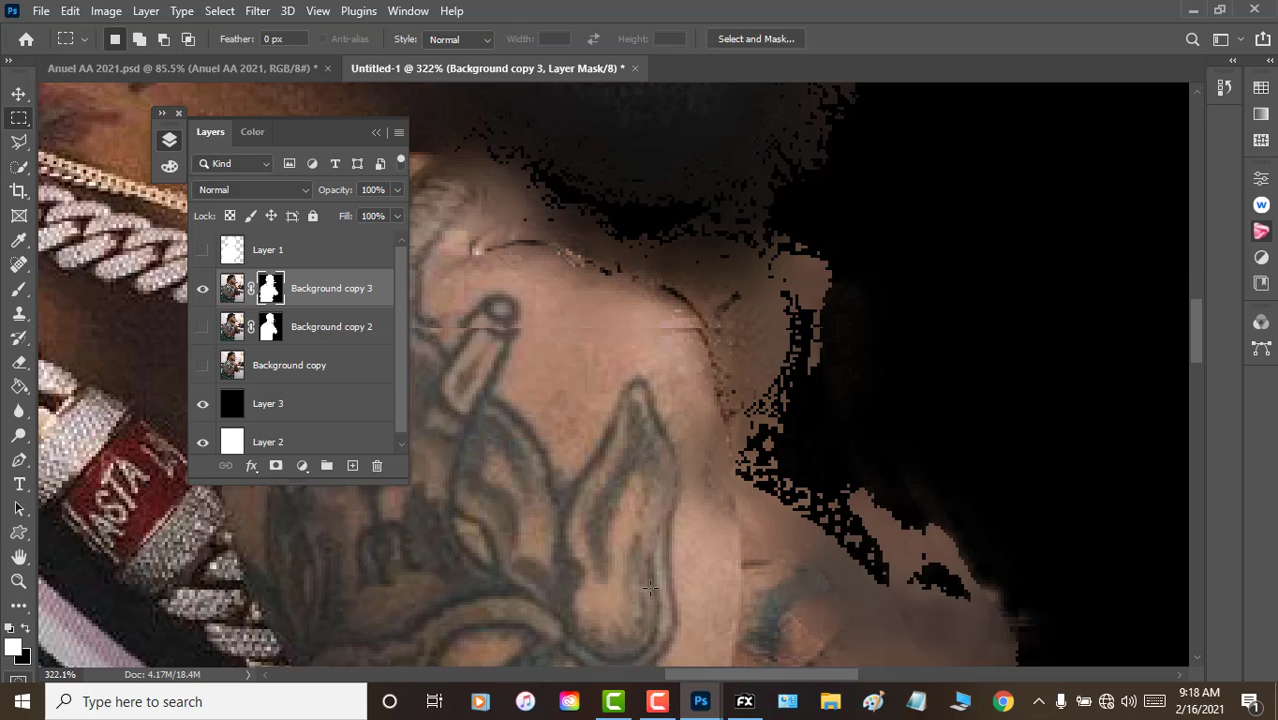 Ps File Edit Image Layer Type Select Filter 3D View Plugins Window Help
Feather: 0 px Anti-alias Style: Normal Width: Height: Select and Mask...
Anuel AA 2021.psd @ 85.5% (Anuel AA 2021, RGB/8#) * × Untitled-1 @ 322% (Background copy 3, Layer Mask/8) * ×
Layers Color
Kind
Normal Opacity: 100%
Lock: Fill: 100%
Layer 1
Background copy 3
Background copy 2
Background copy
Layer 3
Layer 2
fx
322.1% Doc: 4.17M/18.4M
Type here to search
Ps FX
9:18 AM
2/16/2021